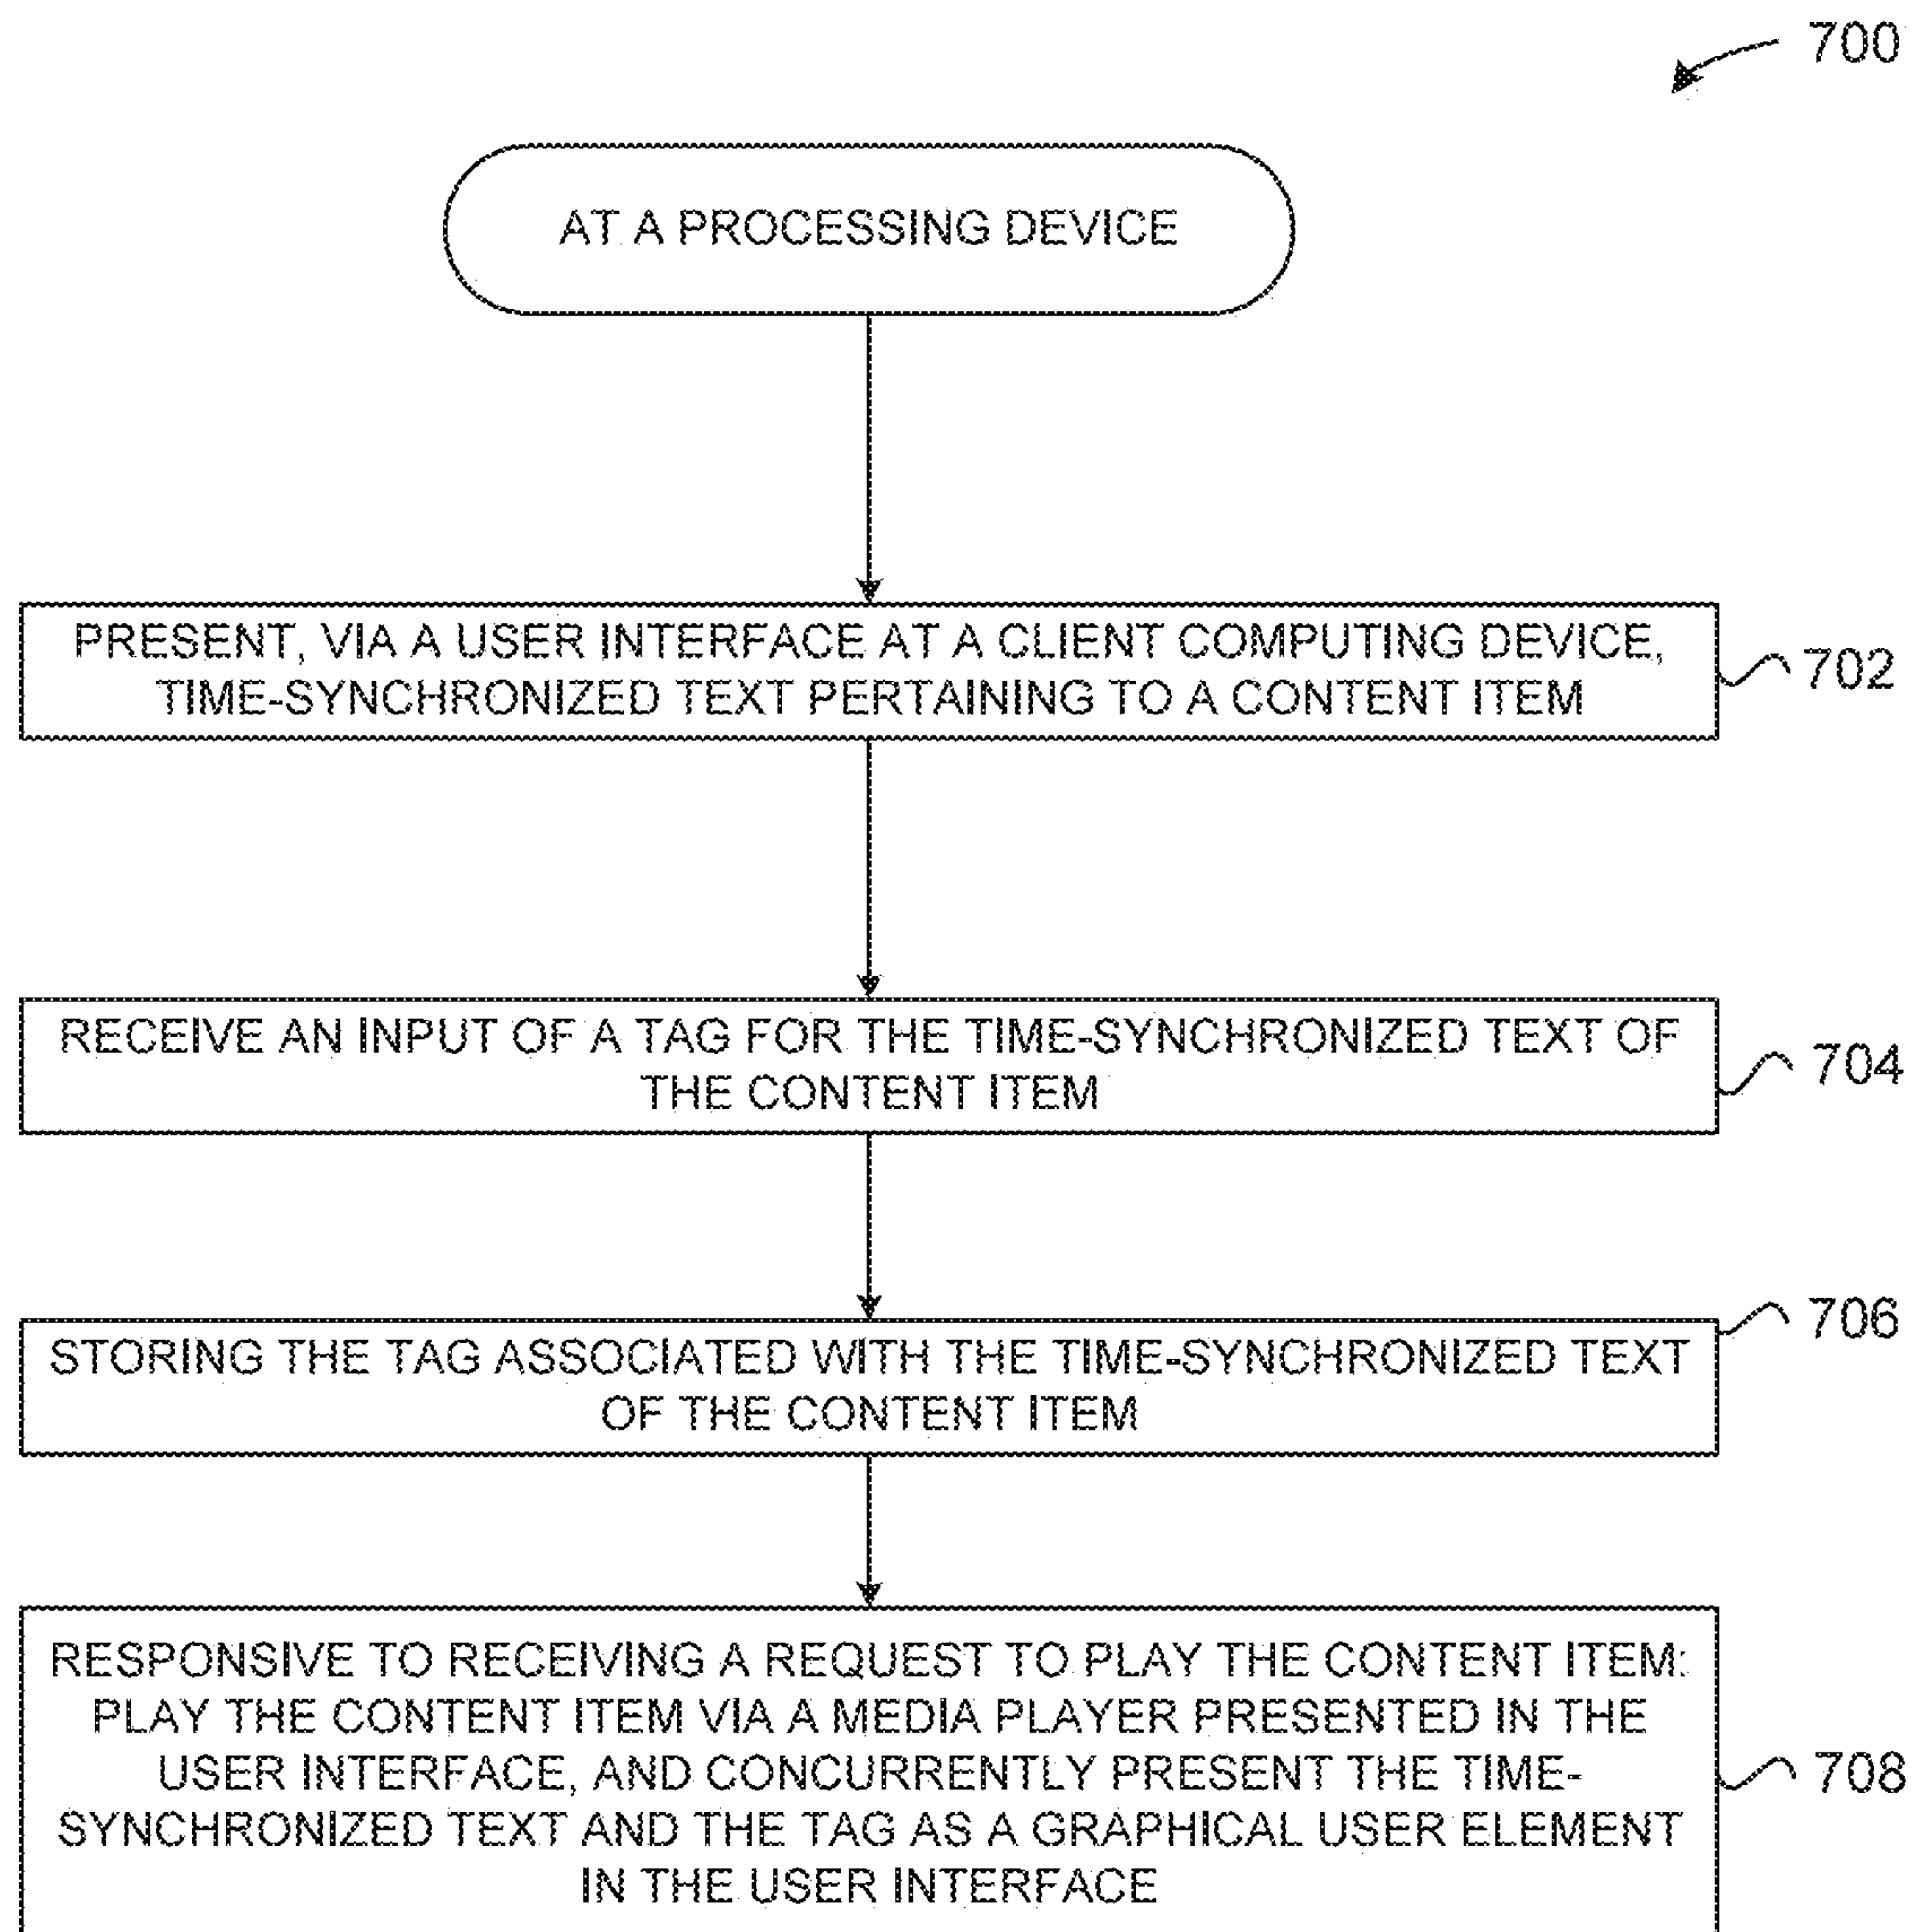 700
AT A PROCESSING DEVICE
PRESENT, VIA A USER INTERFACE AT A CLIENT COMPUTING DEVICE,
TIME-SYNCHRONIZED TEXT PERTAINING TO A CONTENT ITEM
702
RECEIVE AN INPUT OF A TAG FOR THE TIME-SYNCHRONIZED TEXT OF
THE CONTENT ITEM
704
STORING THE TAG ASSOCIATED WITH THE TIME-SYNCHRONIZED TEXT
OF THE CONTENT ITEM
706
RESPONSIVE TO RECEIVING A REQUEST TO PLAY THE CONTENT ITEM:
PLAY THE CONTENT ITEM VIA A MEDIA PLAYER PRESENTED IN THE
USER INTERFACE, AND CONCURRENTLY PRESENT THE TIME-
SYNCHRONIZED TEXT AND THE TAG AS A GRAPHICAL USER ELEMENT
IN THE USER INTERFACE
708